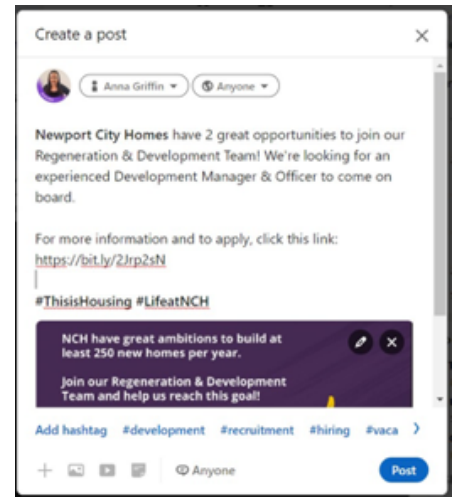 Create a post
Anna Griffin
Anyone
Newport City Homes have 2 great opportunities to join our
Regeneration & Development Team! We're looking for an
experienced Development Manager & Officer to come on
board.
For more information and to apply, click this link:
https://bit.ly/2Jrp2sN
#ThisisHousing #LifeatNCH
NCH have great ambitions to build at
least 250 new homes per year.
Join our Regeneration & Development
Team and help us reach this goal!
Add hashtag #development #recruitment #hiring #vaca
Anyone
Post